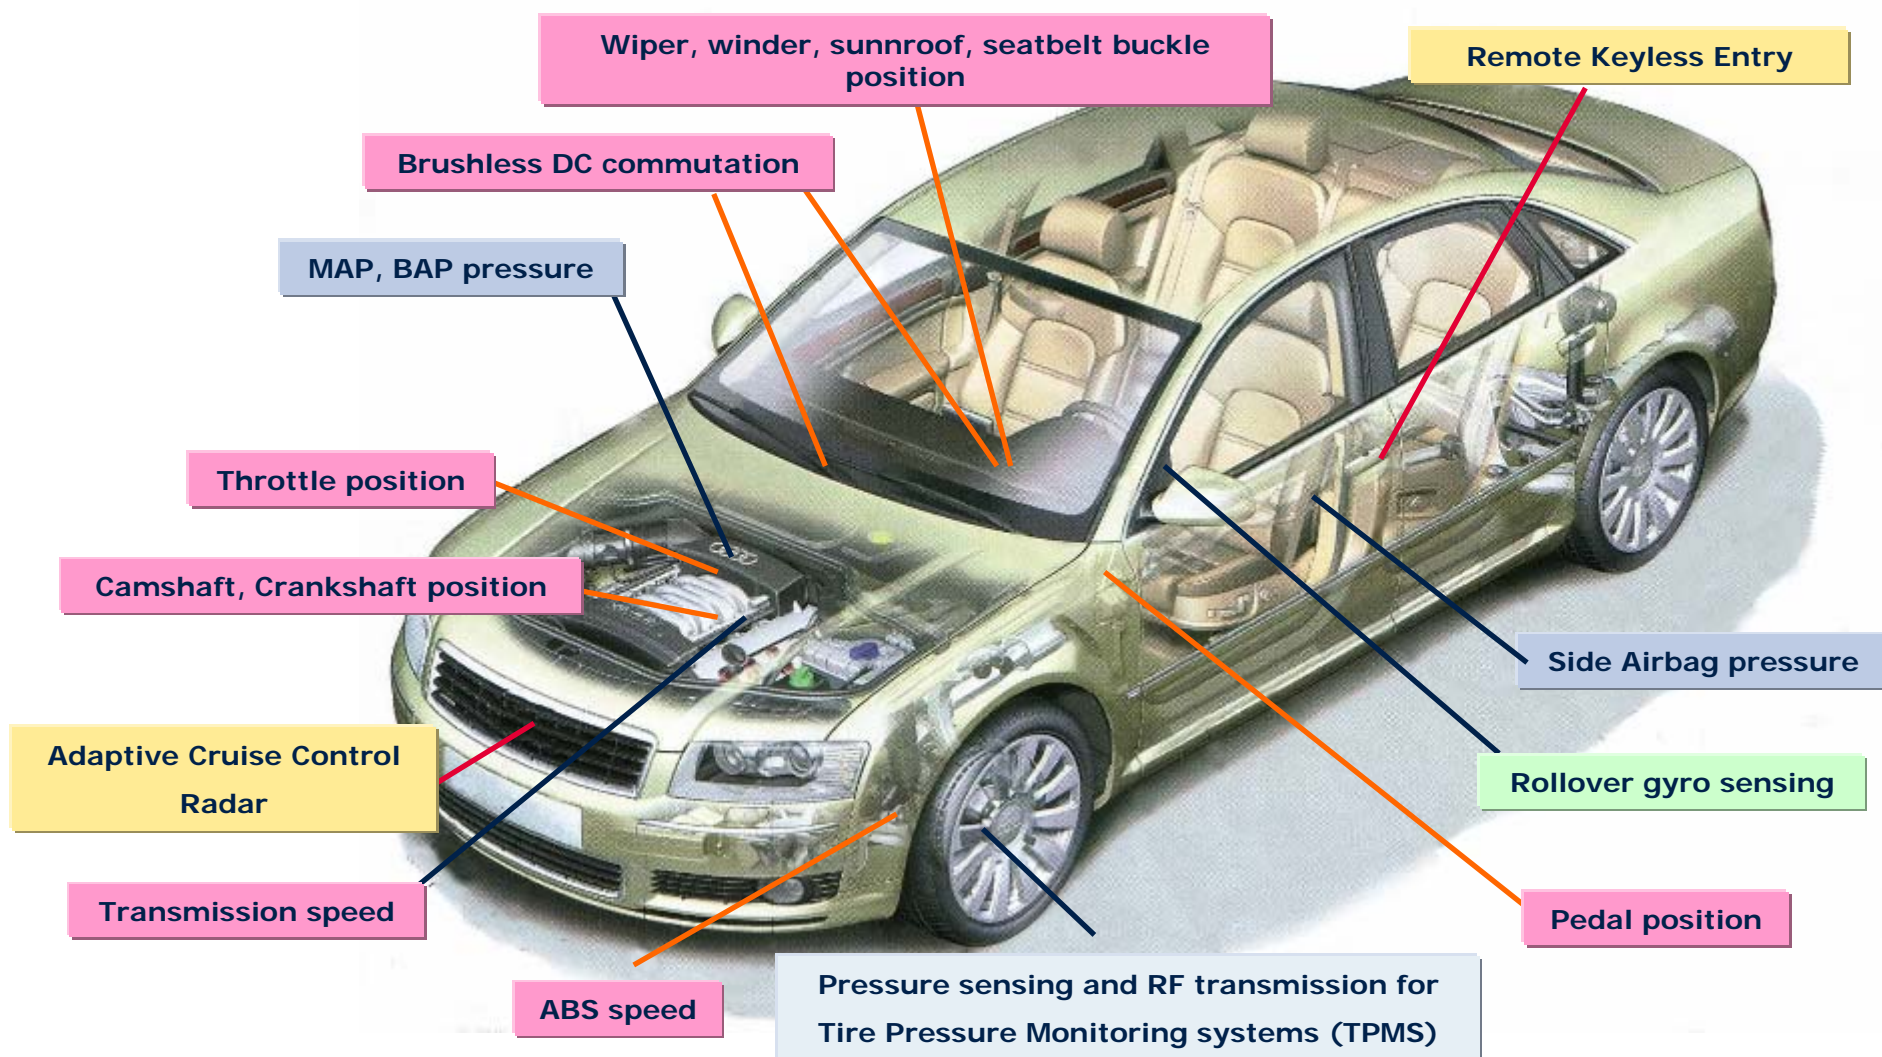 Wiper, winder, sunnroof, seatbelt buckle
position
Remote Keyless Entry
Brushless DC commutation
MAP, BAP pressure
Throttle position
Camshaft, Crankshaft position
Side Airbag pressure
Adaptive Cruise Control
Radar
Rollover gyro sensing
Transmission speed
Pedal position
ABS speed
Pressure sensing and RF transmission for
Tire Pressure Monitoring systems (TPMS)